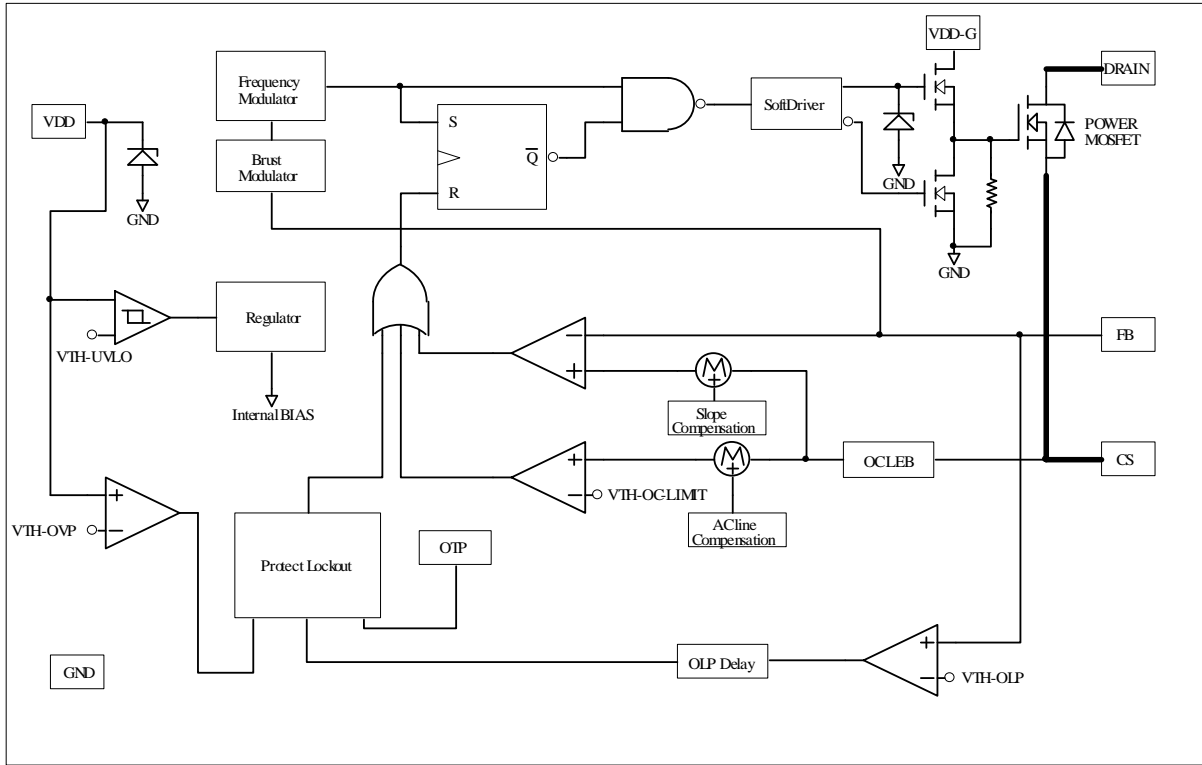 VDD-G
DRAIN
Frequency
Modulator
SoftDriver
VDD
S
Q
POWER
MOSFET
Brust
Modulator
R
GND
GND
GND
Regulator
VTH-UVLO
−
FB
+
Internal BIAS
Slope
Compensation
+
OCLEB
CS
+
− VTH-OC-LIMIT
+
+
VTH-OVP −
ACline
Compensation
OTP
Protect Lockout
+
OLP Delay
GND
− VTH-OLP